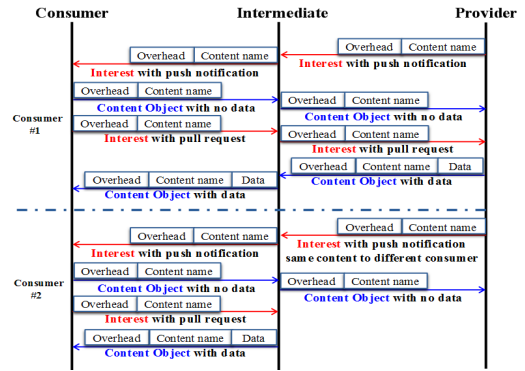 Consumer Intermediate Provider
Overhead Content name
Overhead Content name
Interest with push notification
Interest with push notification
Overhead Content name
Overhead Content name
Content Object with no data
Content Object with no data
Consumer
#1
Overhead Content name
Overhead Content name
Interest with pull request
Interest with pull request
Overhead Content name Data
Overhead Content name Data
Content Object with data
Content Object with data
Overhead Content name
Overhead Content name
Interest with push notification
same content to different consumer
Interest with push notification
Overhead Content name
Overhead Content name
Content Object with no data
Content Object with no data
Consumer
#2
Overhead Content name
Interest with pull request
Overhead Content name Data
Content Object with data